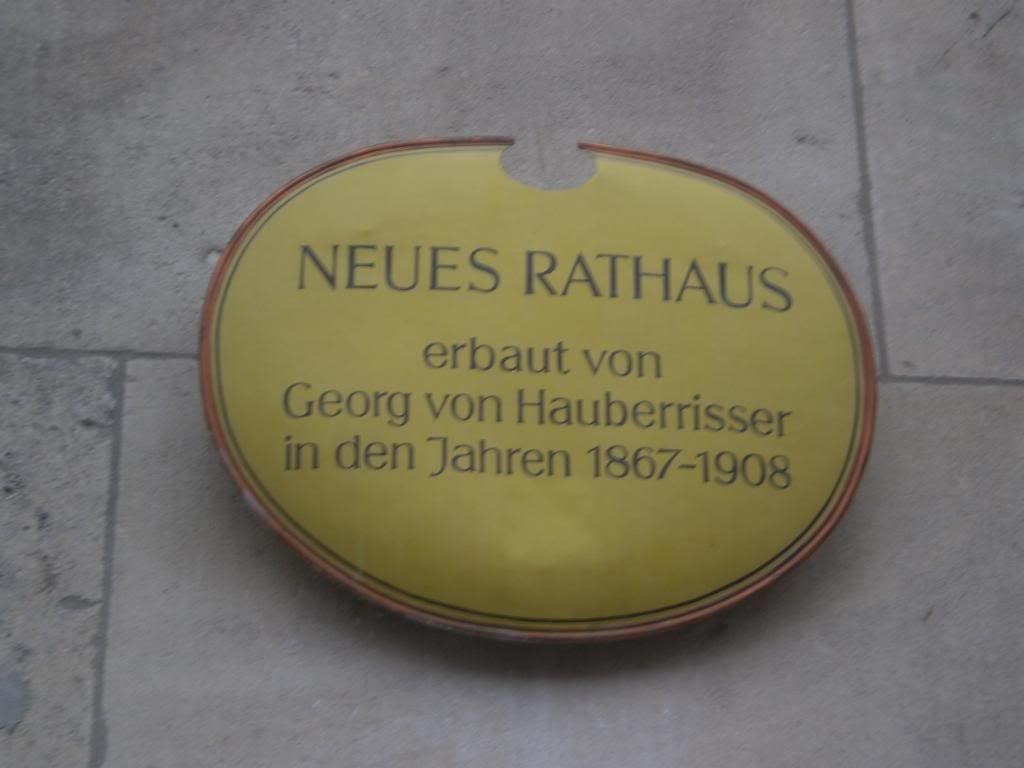 NEUES RATHAUS
erbaut von
Georg von Hauberrisser
in den Jahren 1867-1908